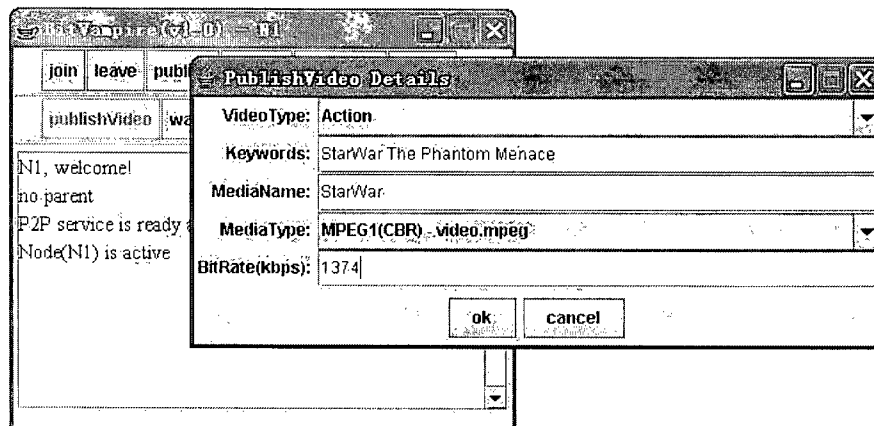 BitVampire(v1-0) - N1
join leave publi
publishVideo wa
N1, welcome!
no parent
P2P service is ready a
Node(N1) is active
PublishVideo Details
VideoType: Action
Keywords: StarWar The Phantom Menace
MediaName: StarWar
MediaType: MPEG1(CBR) - .video.mpeg
BitRate(kbps): 1374
ok cancel